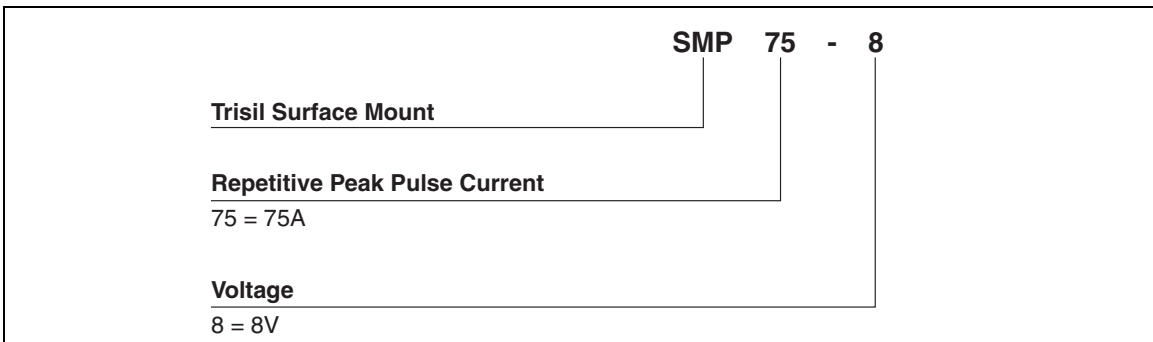 SMP 75 - 8
Trisil Surface Mount
Repetitive Peak Pulse Current
75 = 75A
Voltage
8 = 8V